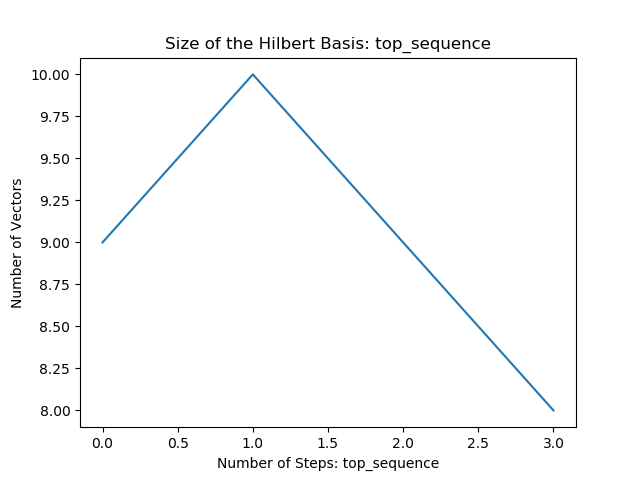 Size of the Hilbert Basis: top_sequence
10.00
9.75
9.50
9.25
9.00
8.75
8.50
8.25
8.00
Number of Vectors
0.0 0.5 1.0 1.5 2.0 2.5 3.0
Number of Steps: top_sequence